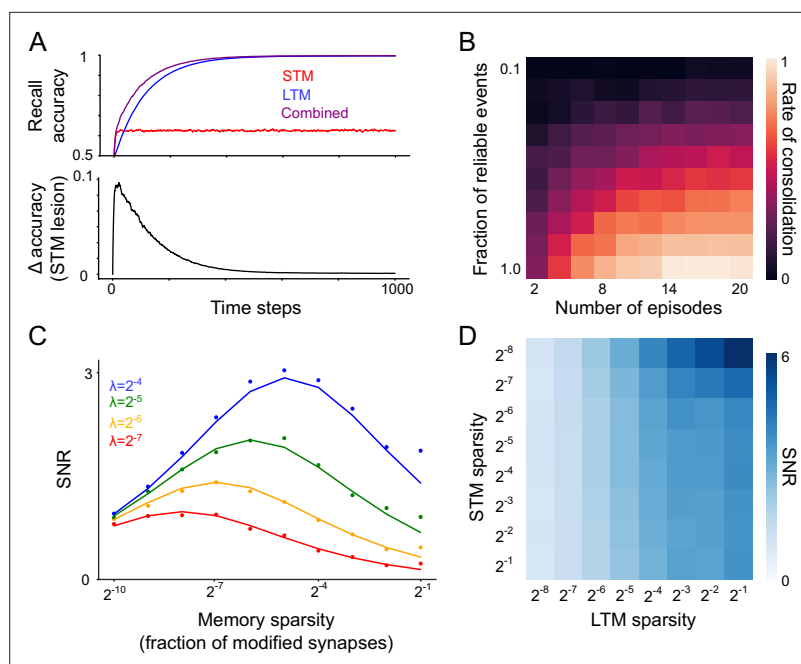 A
1
Recall
accuracy
0.5
STM
LTM
Combined
0.1
Δ accuracy
(STM lesion)
0
0
1000
Time steps
B
0.1
1.0
Fraction of reliable events
2
8
14
20
Number of episodes
1
0
Rate of consolidation
C
3
0
SNR
λ=2⁻⁴
λ=2⁻⁵
λ=2⁻⁶
λ=2⁻⁷
2⁻¹⁰
2⁻⁷
2⁻⁴
2⁻¹
Memory sparsity
(fraction of modified synapses)
D
2⁻⁸
2⁻⁷
2⁻⁶
2⁻⁵
2⁻⁴
2⁻³
2⁻²
2⁻¹
STM sparsity
2⁻⁸ 2⁻⁷ 2⁻⁶ 2⁻⁵ 2⁻⁴ 2⁻³ 2⁻² 2⁻¹
LTM sparsity
6
0
SNR